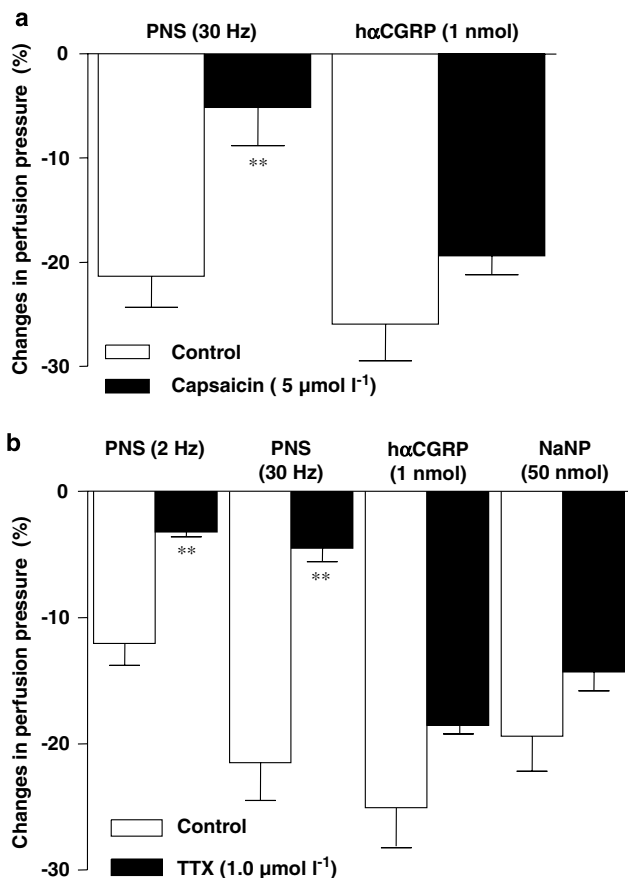 a
PNS (30 Hz) hαCGRP (1 nmol)
Changes in perfusion pressure (%)
0
-10
**
-20
-30
Control
Capsaicin ( 5 µmol l⁻¹)
b
PNS (2 Hz) PNS (30 Hz) hαCGRP (1 nmol) NaNP (50 nmol)
Changes in perfusion pressure (%)
0
** **
-10
-20
-30
Control
TTX (1.0 µmol l⁻¹)